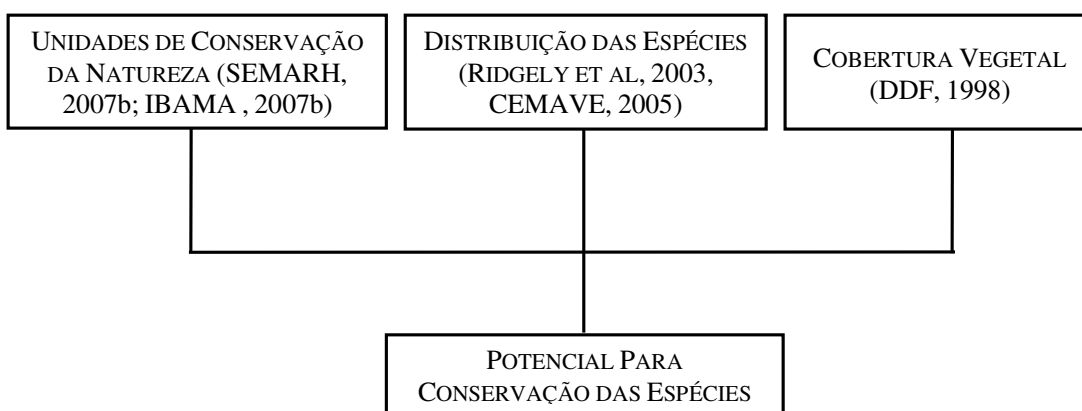 UNIDADES DE CONSERVAÇÃO
DA NATUREZA (SEMARH,
2007b; IBAMA , 2007b)
DISTRIBUIÇÃO DAS ESPÉCIES
(RIDGELY ET AL, 2003,
CEMAVE, 2005)
COBERTURA VEGETAL
(DDF, 1998)
POTENCIAL PARA
CONSERVAÇÃO DAS ESPÉCIES